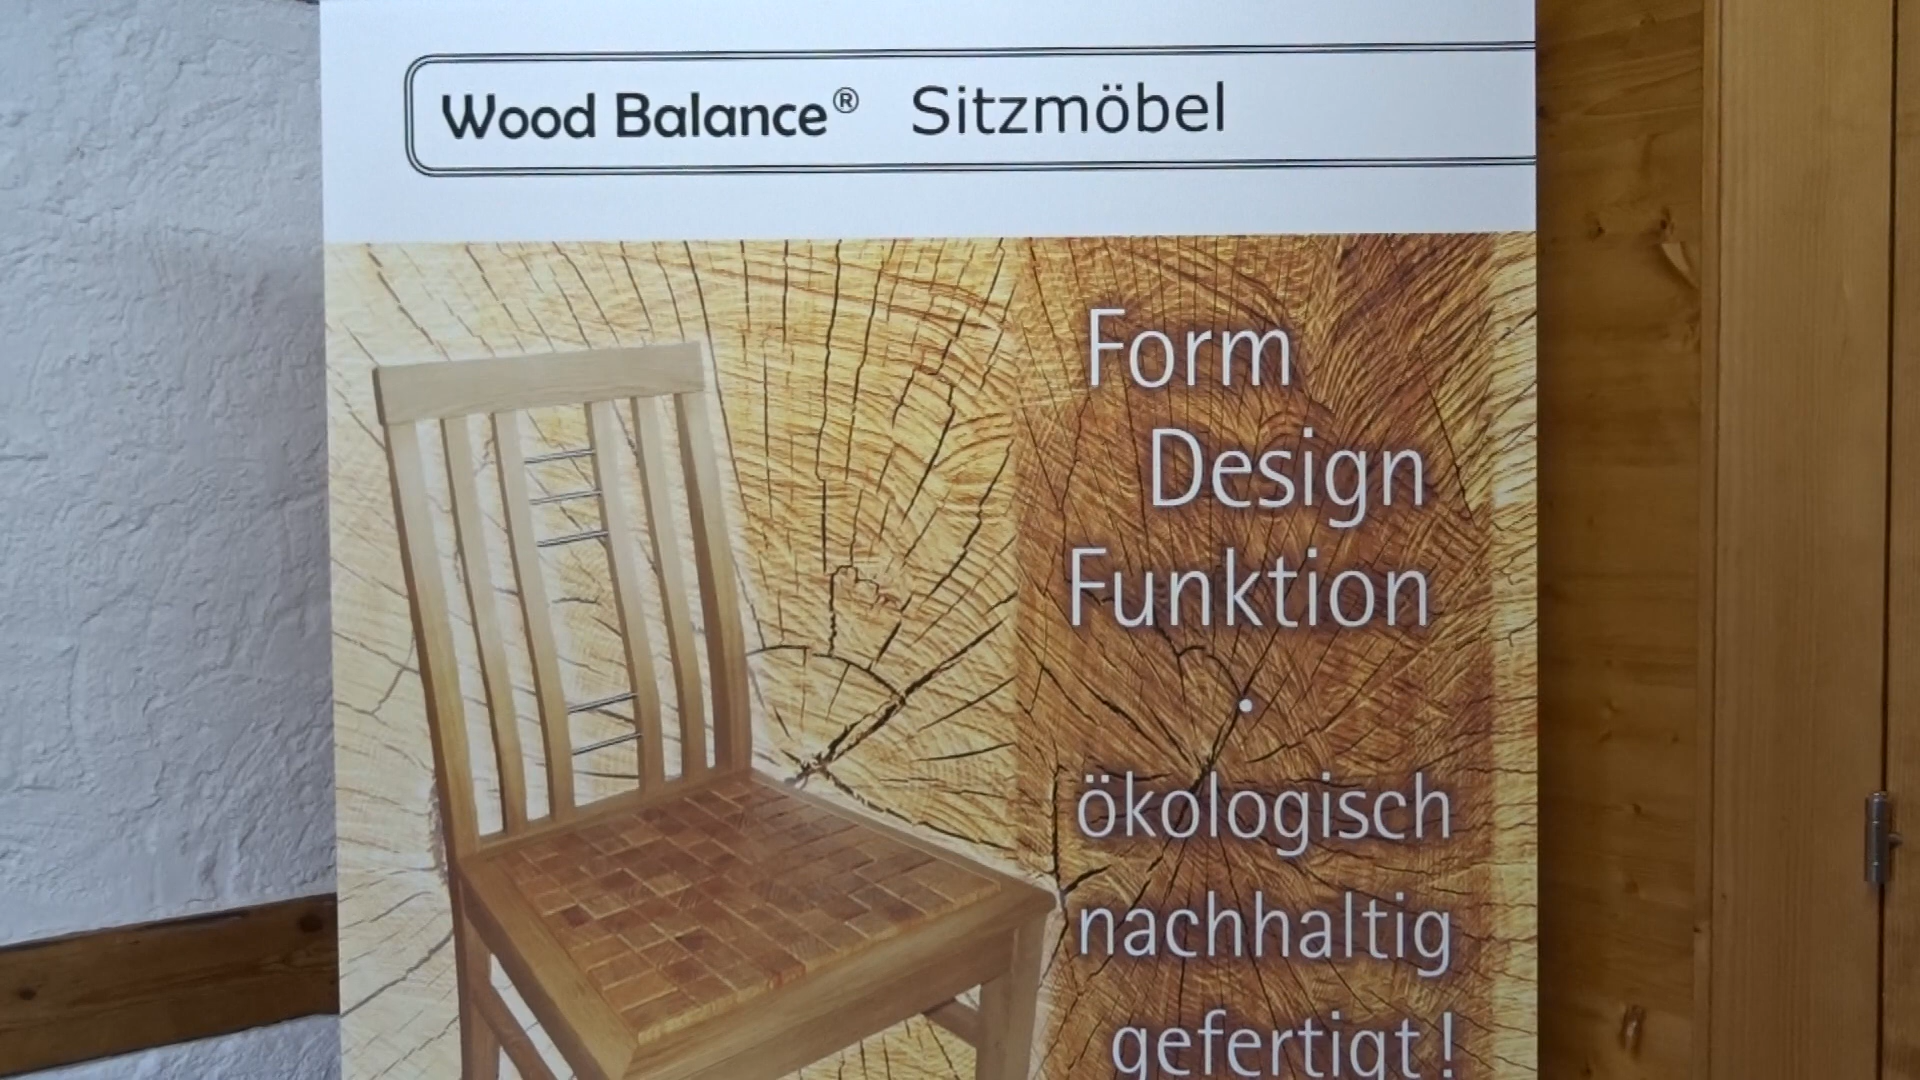 Wood Balance® Sitzmöbel
Form
Design
Funktion
•
ökologisch
nachhaltig
gefertigt!